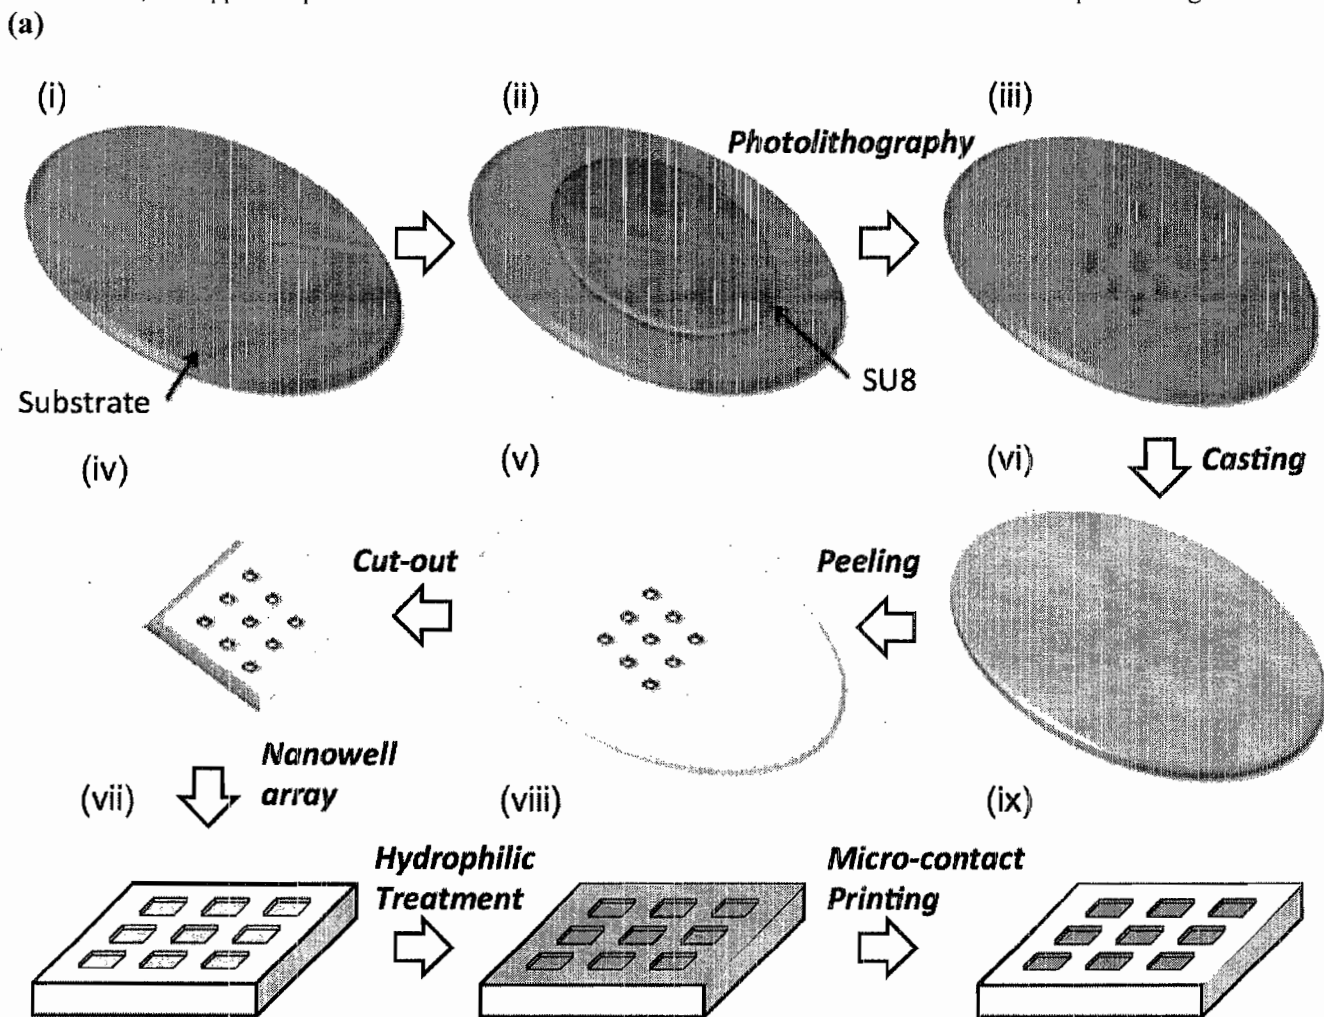 (a)
(i)
(ii)
(iii)
Photolithography
Substrate
SU8
(iv)
(v)
(vi)
Casting
Cut-out
Peeling
Nanowell
array
(vii)
(viii)
(ix)
Hydrophilic
Treatment
Micro-contact
Printing